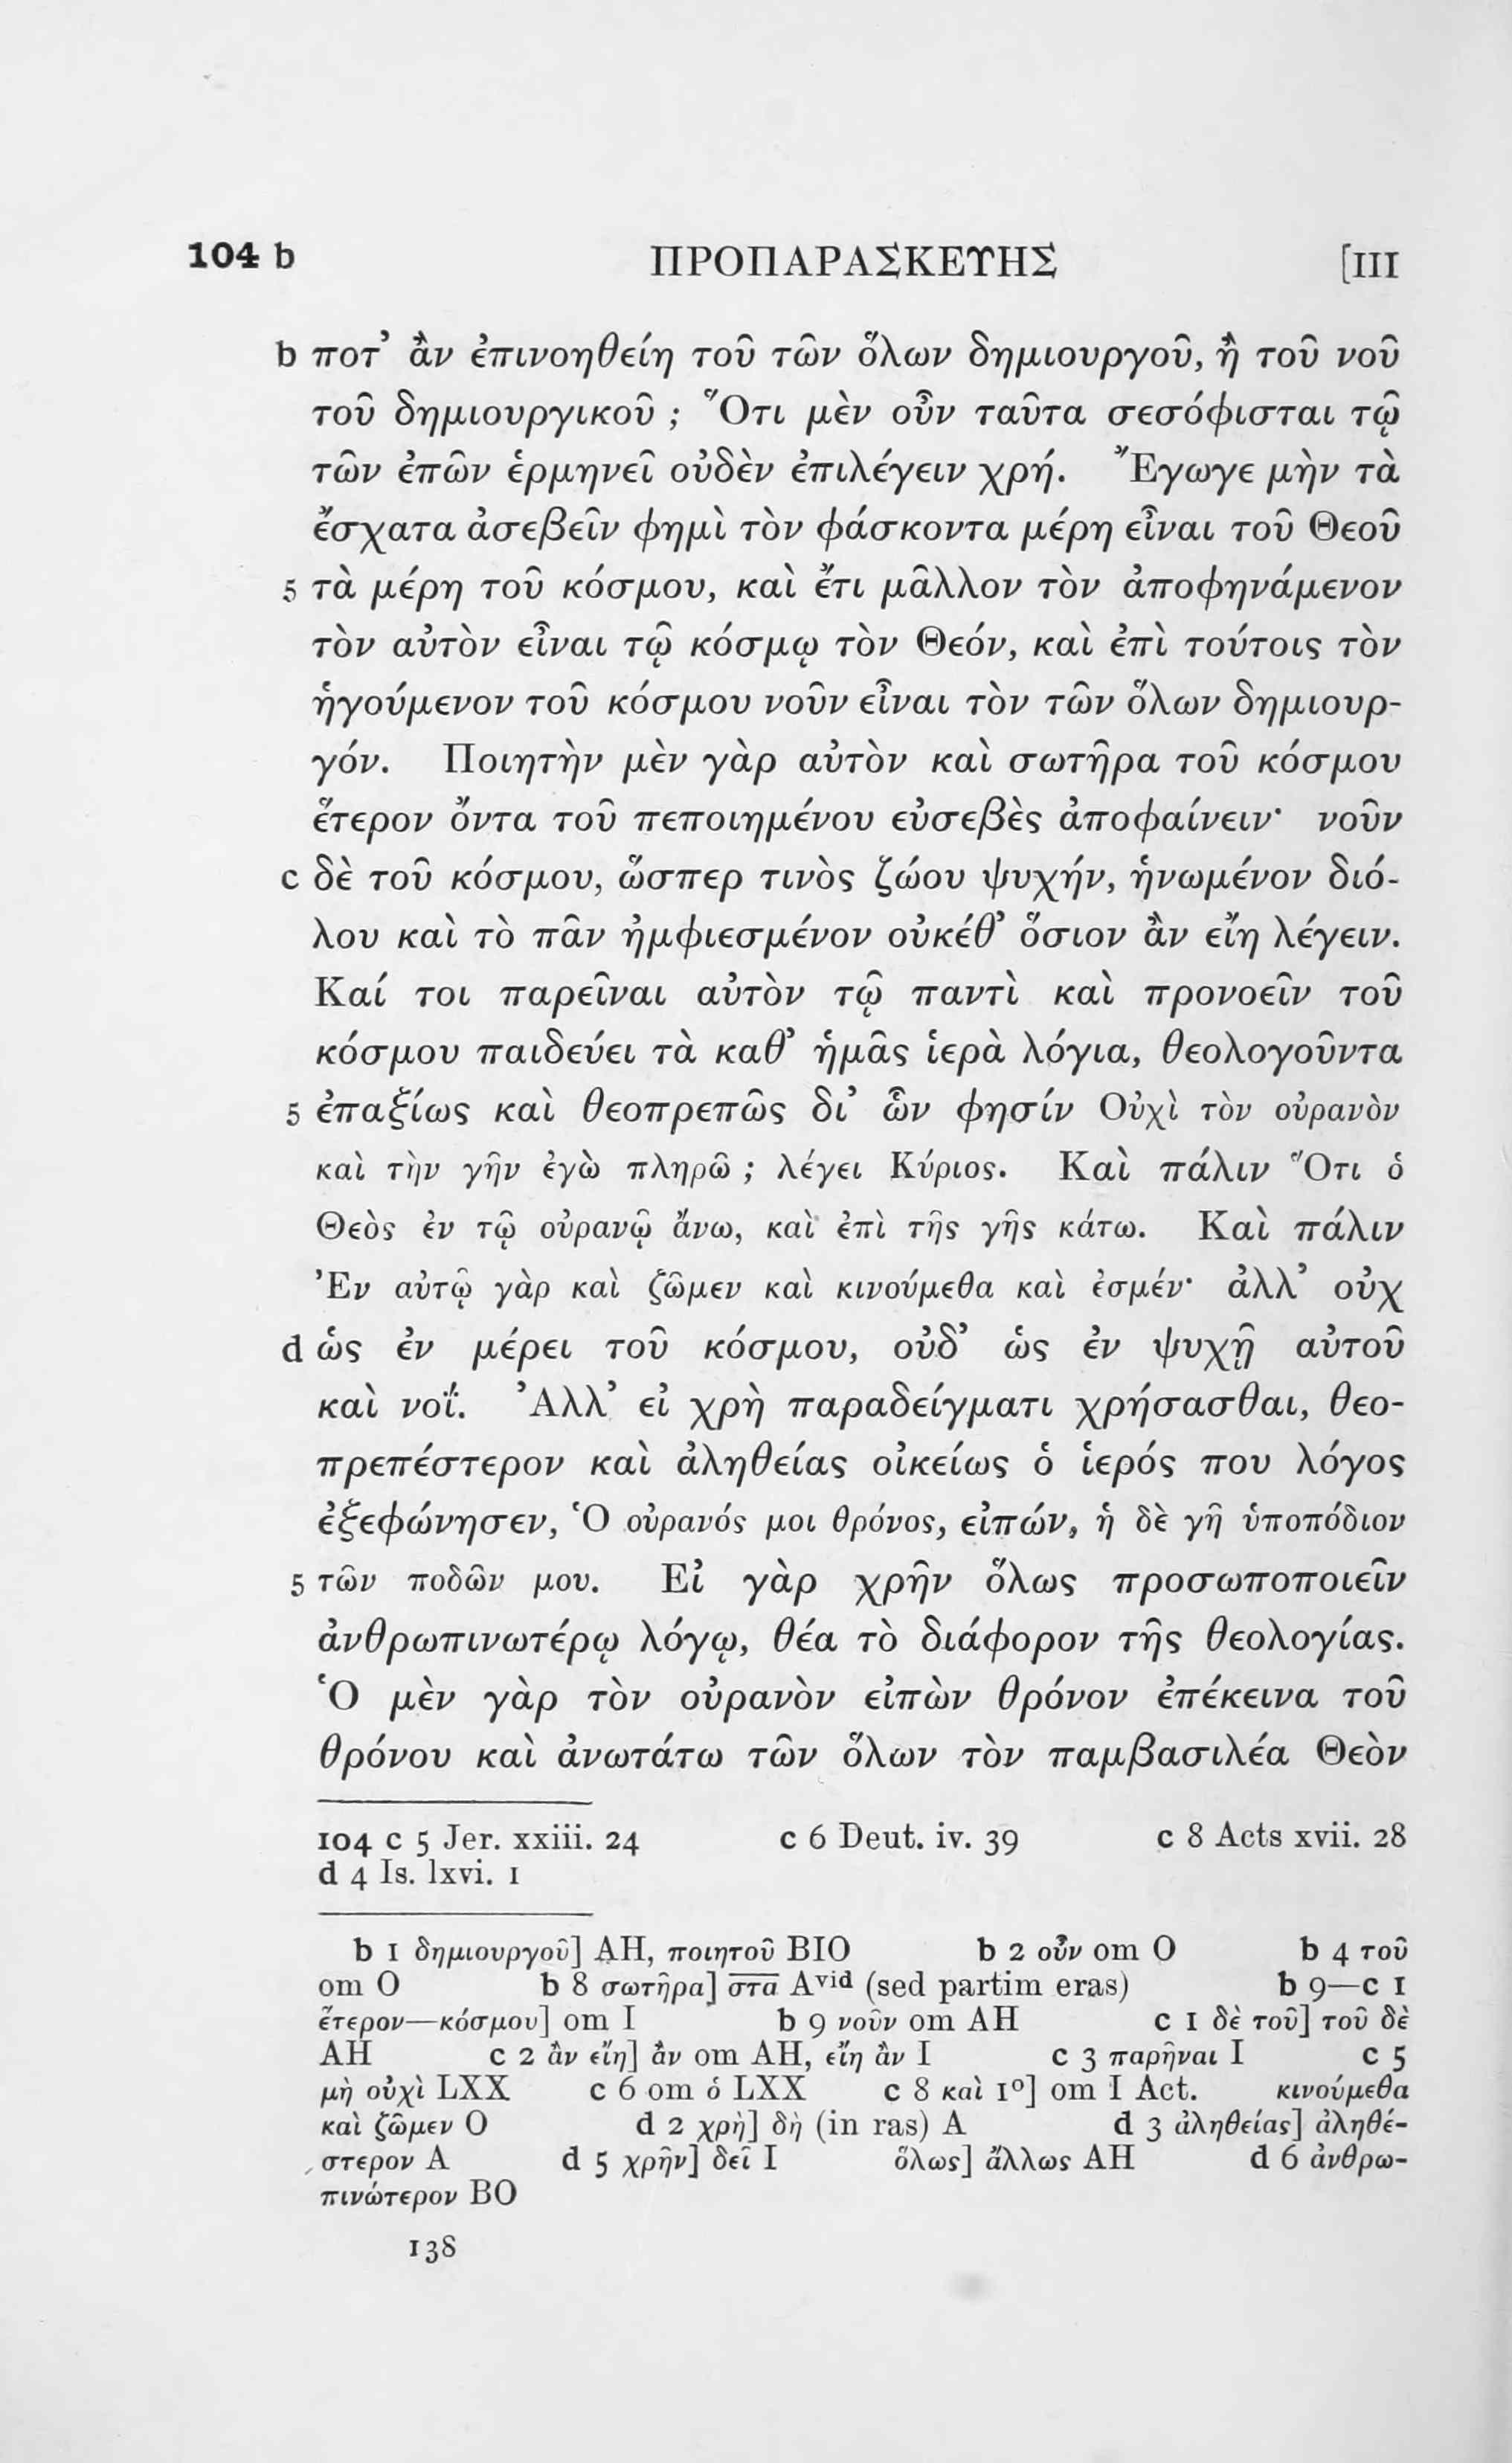 104 b ΠΡΟΠΑΡΑΣΚΕΥΗΣ [III
b ποτ’ ἂν ἐπινοηθείη τοῦ τῶν ὅλων δημιουργοῦ, ἢ τοῦ νοῦ
τοῦ δημιουργικοῦ ; Ὅτι μὲν οὖν ταῦτα σεσόφισται τῷ
τῶν ἐπῶν ἑρμηνεῖ οὐδὲν ἐπιλέγειν χρή. Ἔγωγε μὴν τὰ
ἔσχατα ἀσεβεῖν φημὶ τὸν φάσκοντα μέρη εἶναι τοῦ Θεοῦ
5 τὰ μέρη τοῦ κόσμου, καὶ ἔτι μᾶλλον τὸν ἀποφηνάμενον
τὸν αὐτὸν εἶναι τῷ κόσμῳ τὸν Θεόν, καὶ ἐπὶ τούτοις τὸν
ἡγούμενον τοῦ κόσμου νοῦν εἶναι τὸν τῶν ὅλων δημιουρ-
γόν. Ποιητὴν μὲν γὰρ αὐτὸν καὶ σωτῆρα τοῦ κόσμου
ἕτερον ὄντα τοῦ πεποιημένου εὐσεβὲς ἀποφαίνειν· νοῦν
c δὲ τοῦ κόσμου, ὥσπερ τινὸς ζώου ψυχήν, ἡνωμένον διό-
λου καὶ τὸ πᾶν ἠμφιεσμένον οὐκέθ’ ὅσιον ἂν εἴη λέγειν.
Καί τοι παρεῖναι αὐτὸν τῷ παντὶ καὶ προνοεῖν τοῦ
κόσμου παιδεύει τὰ καθ’ ἡμᾶς ἱερὰ λόγια, θεολογοῦντα
5 ἐπαξίως καὶ θεοπρεπῶς δι’ ὧν φησίν Οὐχὶ τὸν οὐρανὸν
καὶ τὴν γῆν ἐγὼ πληρῶ ; λέγει Κύριος. Καὶ πάλιν Ὅτι ὁ
Θεὸς ἐν τῷ οὐρανῷ ἄνω, καὶ ἐπὶ τῆς γῆς κάτω. Καὶ πάλιν
Ἐν αὐτῷ γὰρ καὶ ζῶμεν καὶ κινούμεθα καὶ ἐσμέν· ἀλλ’ οὐχ
d ὡς ἐν μέρει τοῦ κόσμου, οὐδ’ ὡς ἐν ψυχῇ αὐτοῦ
καὶ νοΐ. Ἀλλ’ εἰ χρὴ παραδείγματι χρήσασθαι, θεο-
πρεπέστερον καὶ ἀληθείας οἰκείως ὁ ἱερός που λόγος
ἐξεφώνησεν, Ὁ οὐρανός μοι θρόνος, εἰπών, ἡ δὲ γῆ ὑποπόδιον
5 τῶν ποδῶν μου. Εἰ γὰρ χρῆν ὅλως προσωποποιεῖν
ἀνθρωπινωτέρῳ λόγῳ, θέα τὸ διάφορον τῆς θεολογίας.
Ὁ μὲν γὰρ τὸν οὐρανὸν εἰπὼν θρόνον ἐπέκεινα τοῦ
θρόνου καὶ ἀνωτάτω τῶν ὅλων τὸν παμβασιλέα Θεὸν
104 c 5 Jer. xxiii. 24 c 6 Deut. iv. 39 c 8 Acts xvii. 28
d 4 Is. lxvi. 1
b 1 δημιουργοῦ] AH, ποιητοῦ BIO b 2 οὖν om O b 4 τοῦ
om O b 8 σωτῆρα] σ̅τ̅α̅ Aᵛⁱᵈ (sed partim eras) b 9—c 1
ἕτερον—κόσμου] om I b 9 νοῦν om AH c 1 δὲ τοῦ] τοῦ δὲ
AH c 2 ἂν εἴη] ἂν om AH, εἴη ἂν I c 3 παρῆναι I c 5
μὴ οὐχὶ LXX c 6 om ὁ LXX c 8 καὶ 1º] om I Act. κινούμεθα
καὶ ζῶμεν O d 2 χρὴ] δὴ (in ras) A d 3 ἀληθείας] ἀληθέ-
στερον A d 5 χρῆν] δεῖ I ὅλως] ἄλλως AH d 6 ἀνθρω-
πινώτερον BO
138